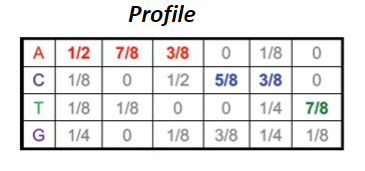 Profile
A 1/2 7/8 3/8 0 1/8 0
C 1/8 0 1/2 5/8 3/8 0
T 1/8 1/8 0 0 1/4 7/8
G 1/4 0 1/8 3/8 1/4 1/8